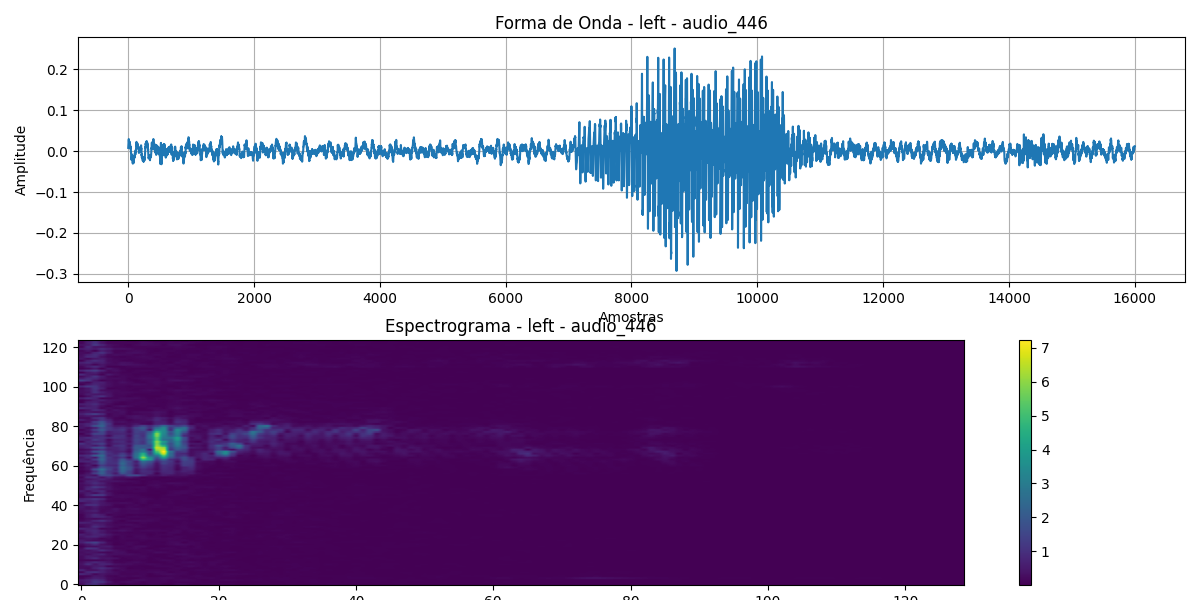 Forma de Onda - left - audio_446
0.2
0.1
0.0
−0.1
−0.2
−0.3
Amplitude
0 2000 4000 6000 8000 10000 12000 14000 16000
Amostras
Espectrograma - left - audio_446
120
100
80
60
40
20
0
Frequência
0 20 40 60 80 100 120
7
6
5
4
3
2
1